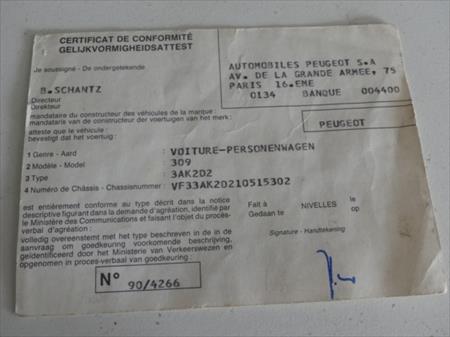 CERTIFICAT DE CONFORMITÉ
GELIJKVORMIGHEIDSATTEST
Je soussigné - De ondergetekende
B.SCHANTZ
Directeur
Direkteur
AUTOMOBILES PEUGEOT S.A
AV. DE LA GRANDE ARMEE, 75
PARIS 16.EME
0134 BANQUE 004400
mandataire du constructeur des véhicules de la marque :
mandataris van de constructeur der voertuigen van het merk :
PEUGEOT
atteste que le véhicule :
bevestigt dat het voertuig :
1 Genre - Aard : VOITURE-PERSONENWAGEN
2 Modèle - Model : 309
3 Type : 3AK2D2
4 Numéro de Châssis - Chassisnummer : VF33AK20210515302
est entièrement conforme au type décrit dans la notice
descriptive figurant dans la demande d'agréation, identifié par
le Ministère des Communications et faisant l'objet du procès-
verbal d'agréation :
volledig overeenstemt met het type beschreven in de in de
aanvraag om goedkeuring voorkomende beschrijving,
geïdentificeerd door het Ministerie van Verkeerswezen en
opgenomen in proces-verbaal van goedkeuring :
Fait à NIVELLES le
Gedaan te op
Signature - Handtekening
N° 90/4266